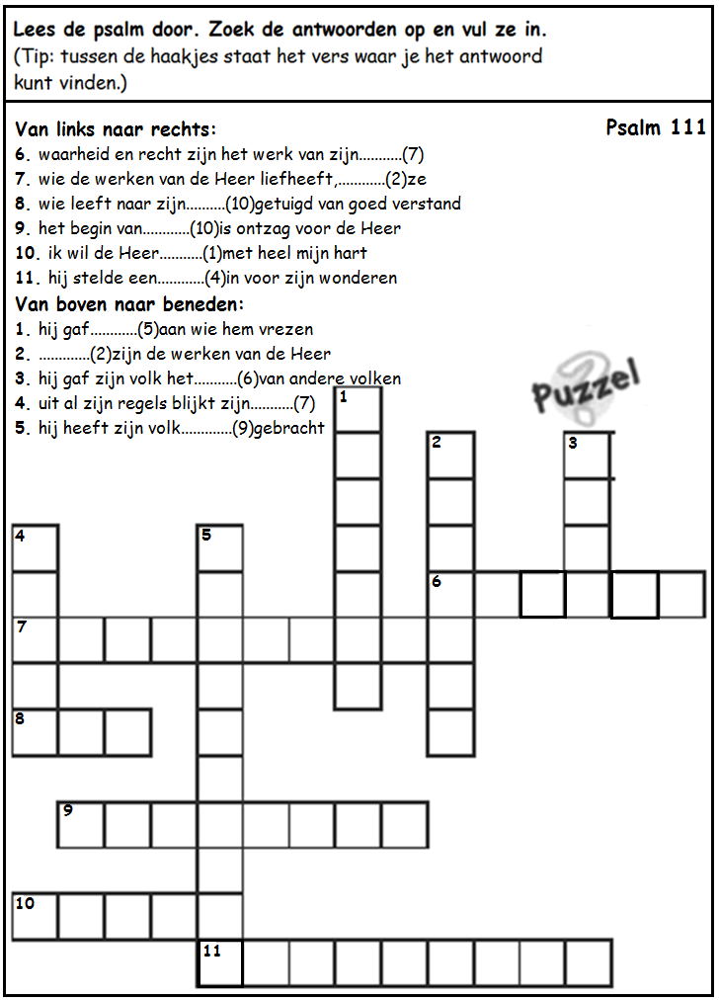 Lees de psalm door. Zoek de antwoorden op en vul ze in.
(Tip: tussen de haakjes staat het vers waar je het antwoord
kunt vinden.)
Van links naar rechts:
Psalm 111
6. waarheid en recht zijn het werk van zijn...........(7)
7. wie de werken van de Heer liefheeft,............(2)ze
8. wie leeft naar zijn..........(10)getuigd van goed verstand
9. het begin van............(10)is ontzag voor de Heer
10. ik wil de Heer...........(1)met heel mijn hart
11. hij stelde een............(4)in voor zijn wonderen
Van boven naar beneden:
1. hij gaf............(5)aan wie hem vrezen
2. .............(2)zijn de werken van de Heer
3. hij gaf zijn volk het...........(6)van andere volken
4. uit al zijn regels blijkt zijn...........(7)
5. hij heeft zijn volk.............(9)gebracht
?
Puzzel
1
2
3
4
5
6
7
8
9
10
11